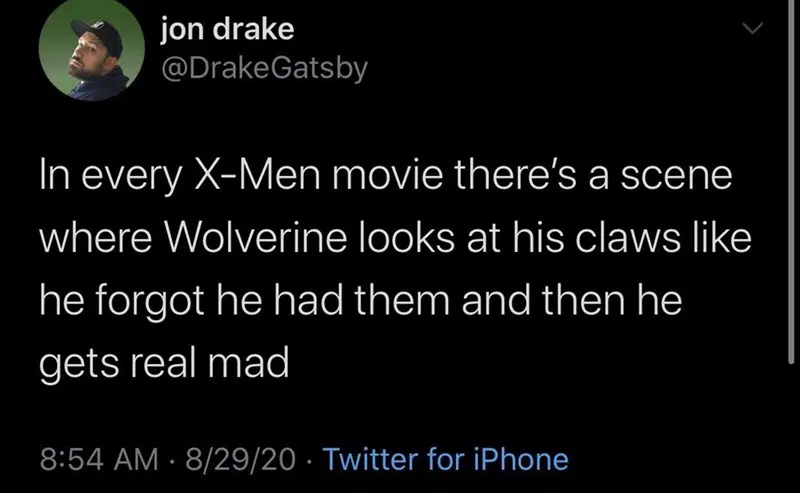 jon drake
@DrakeGatsby
In every X-Men movie there’s a scene
where Wolverine looks at his claws like
he forgot he had them and then he
gets real mad
8:54 AM · 8/29/20 · Twitter for iPhone